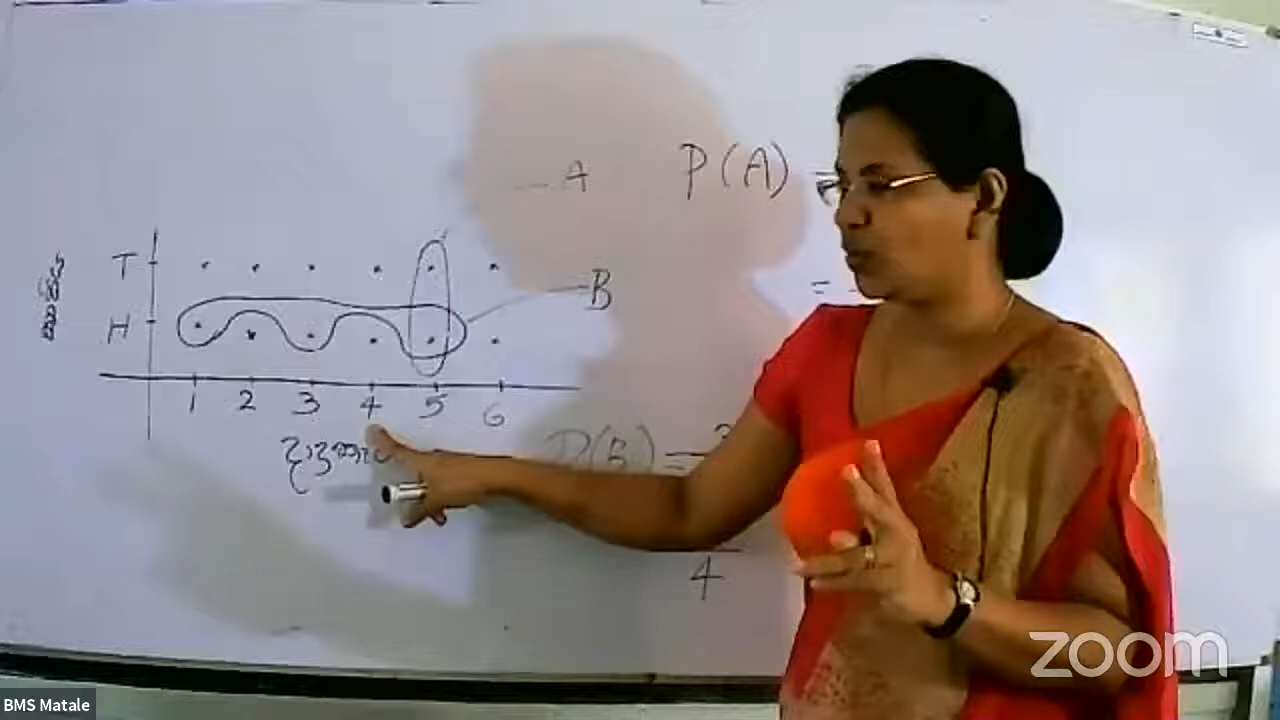 A P(A) =
T
B
=
H
1 2 3 4 5 6
P(B) =
4
zoom
BMS Matale